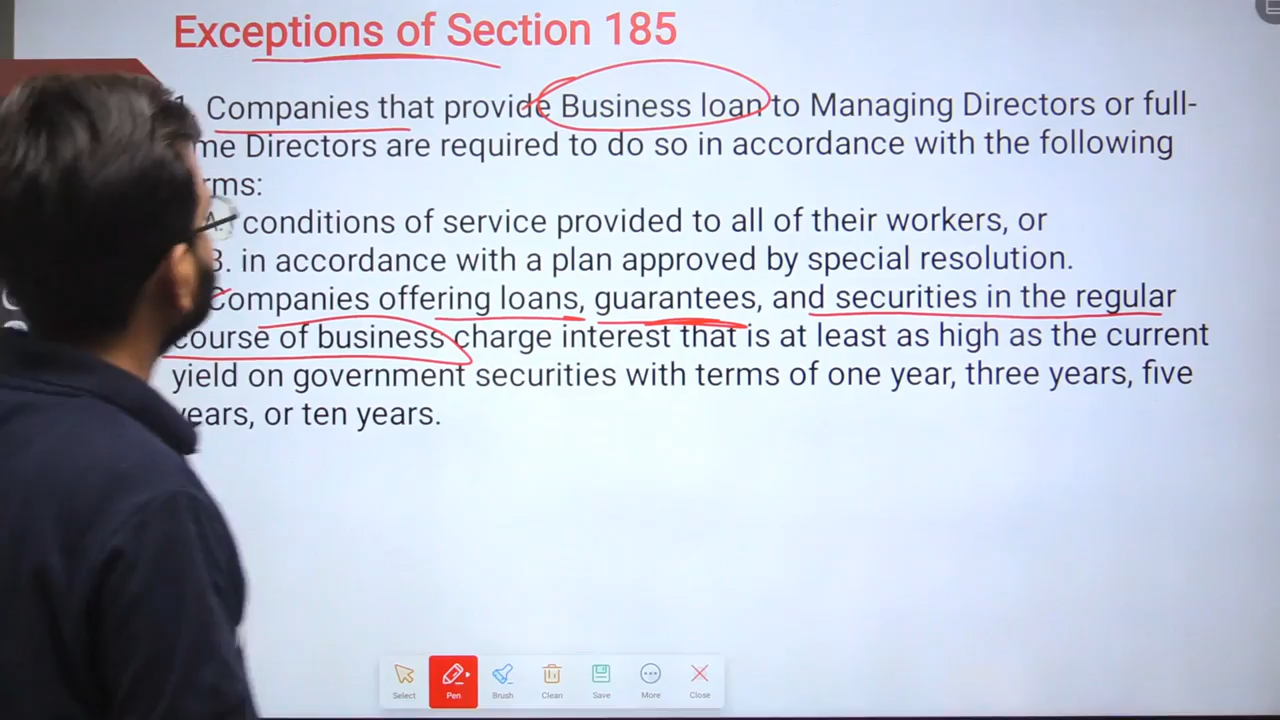 Exceptions of Section 185
Companies that provide Business loan to Managing Directors or full-
me Directors are required to do so in accordance with the following
rms:
A. conditions of service provided to all of their workers, or
B. in accordance with a plan approved by special resolution.
Companies offering loans, guarantees, and securities in the regular
course of business charge interest that is at least as high as the current
yield on government securities with terms of one year, three years, five
years, or ten years.
Select Pen Brush Clean Save More Close